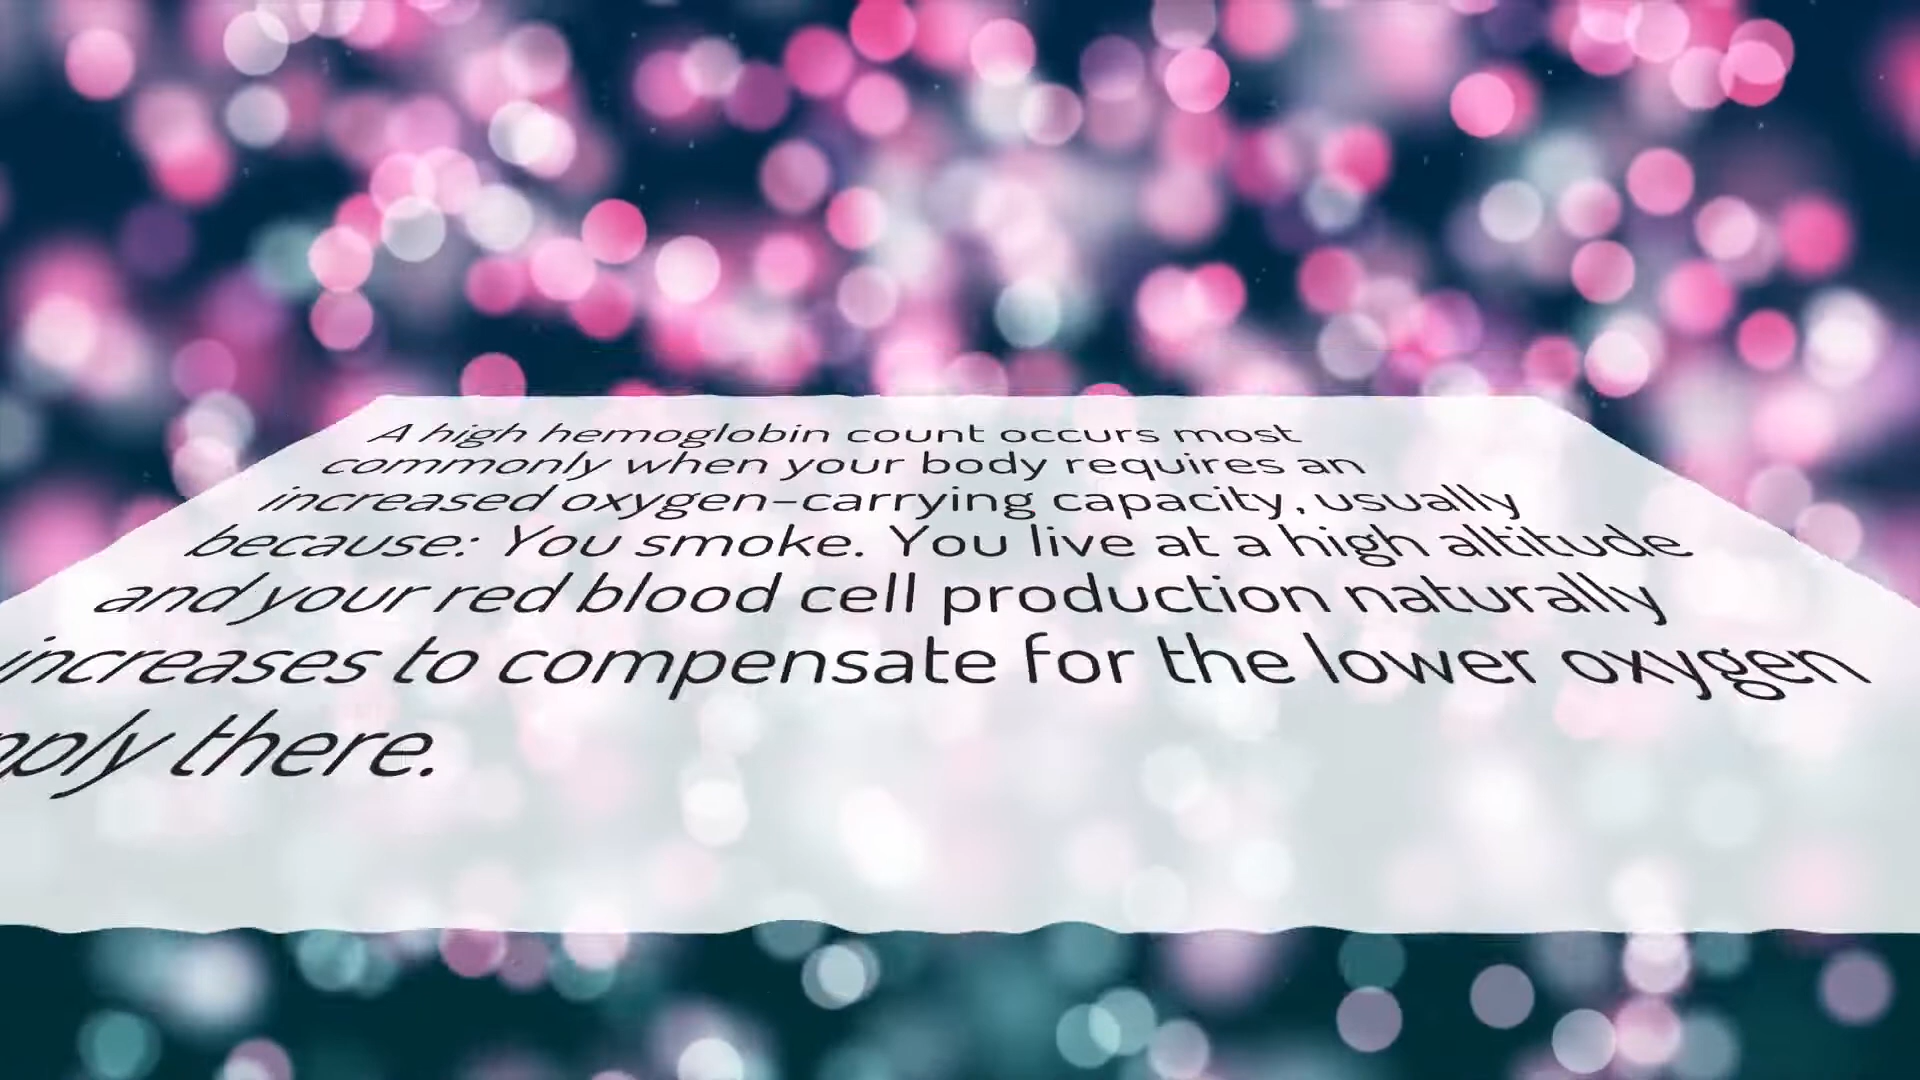 A high hemoglobin count occurs most
commonly when your body requires an
increased oxygen-carrying capacity, usually
because: You smoke. You live at a high altitude
and your red blood cell production naturally
increases to compensate for the lower oxygen
there.